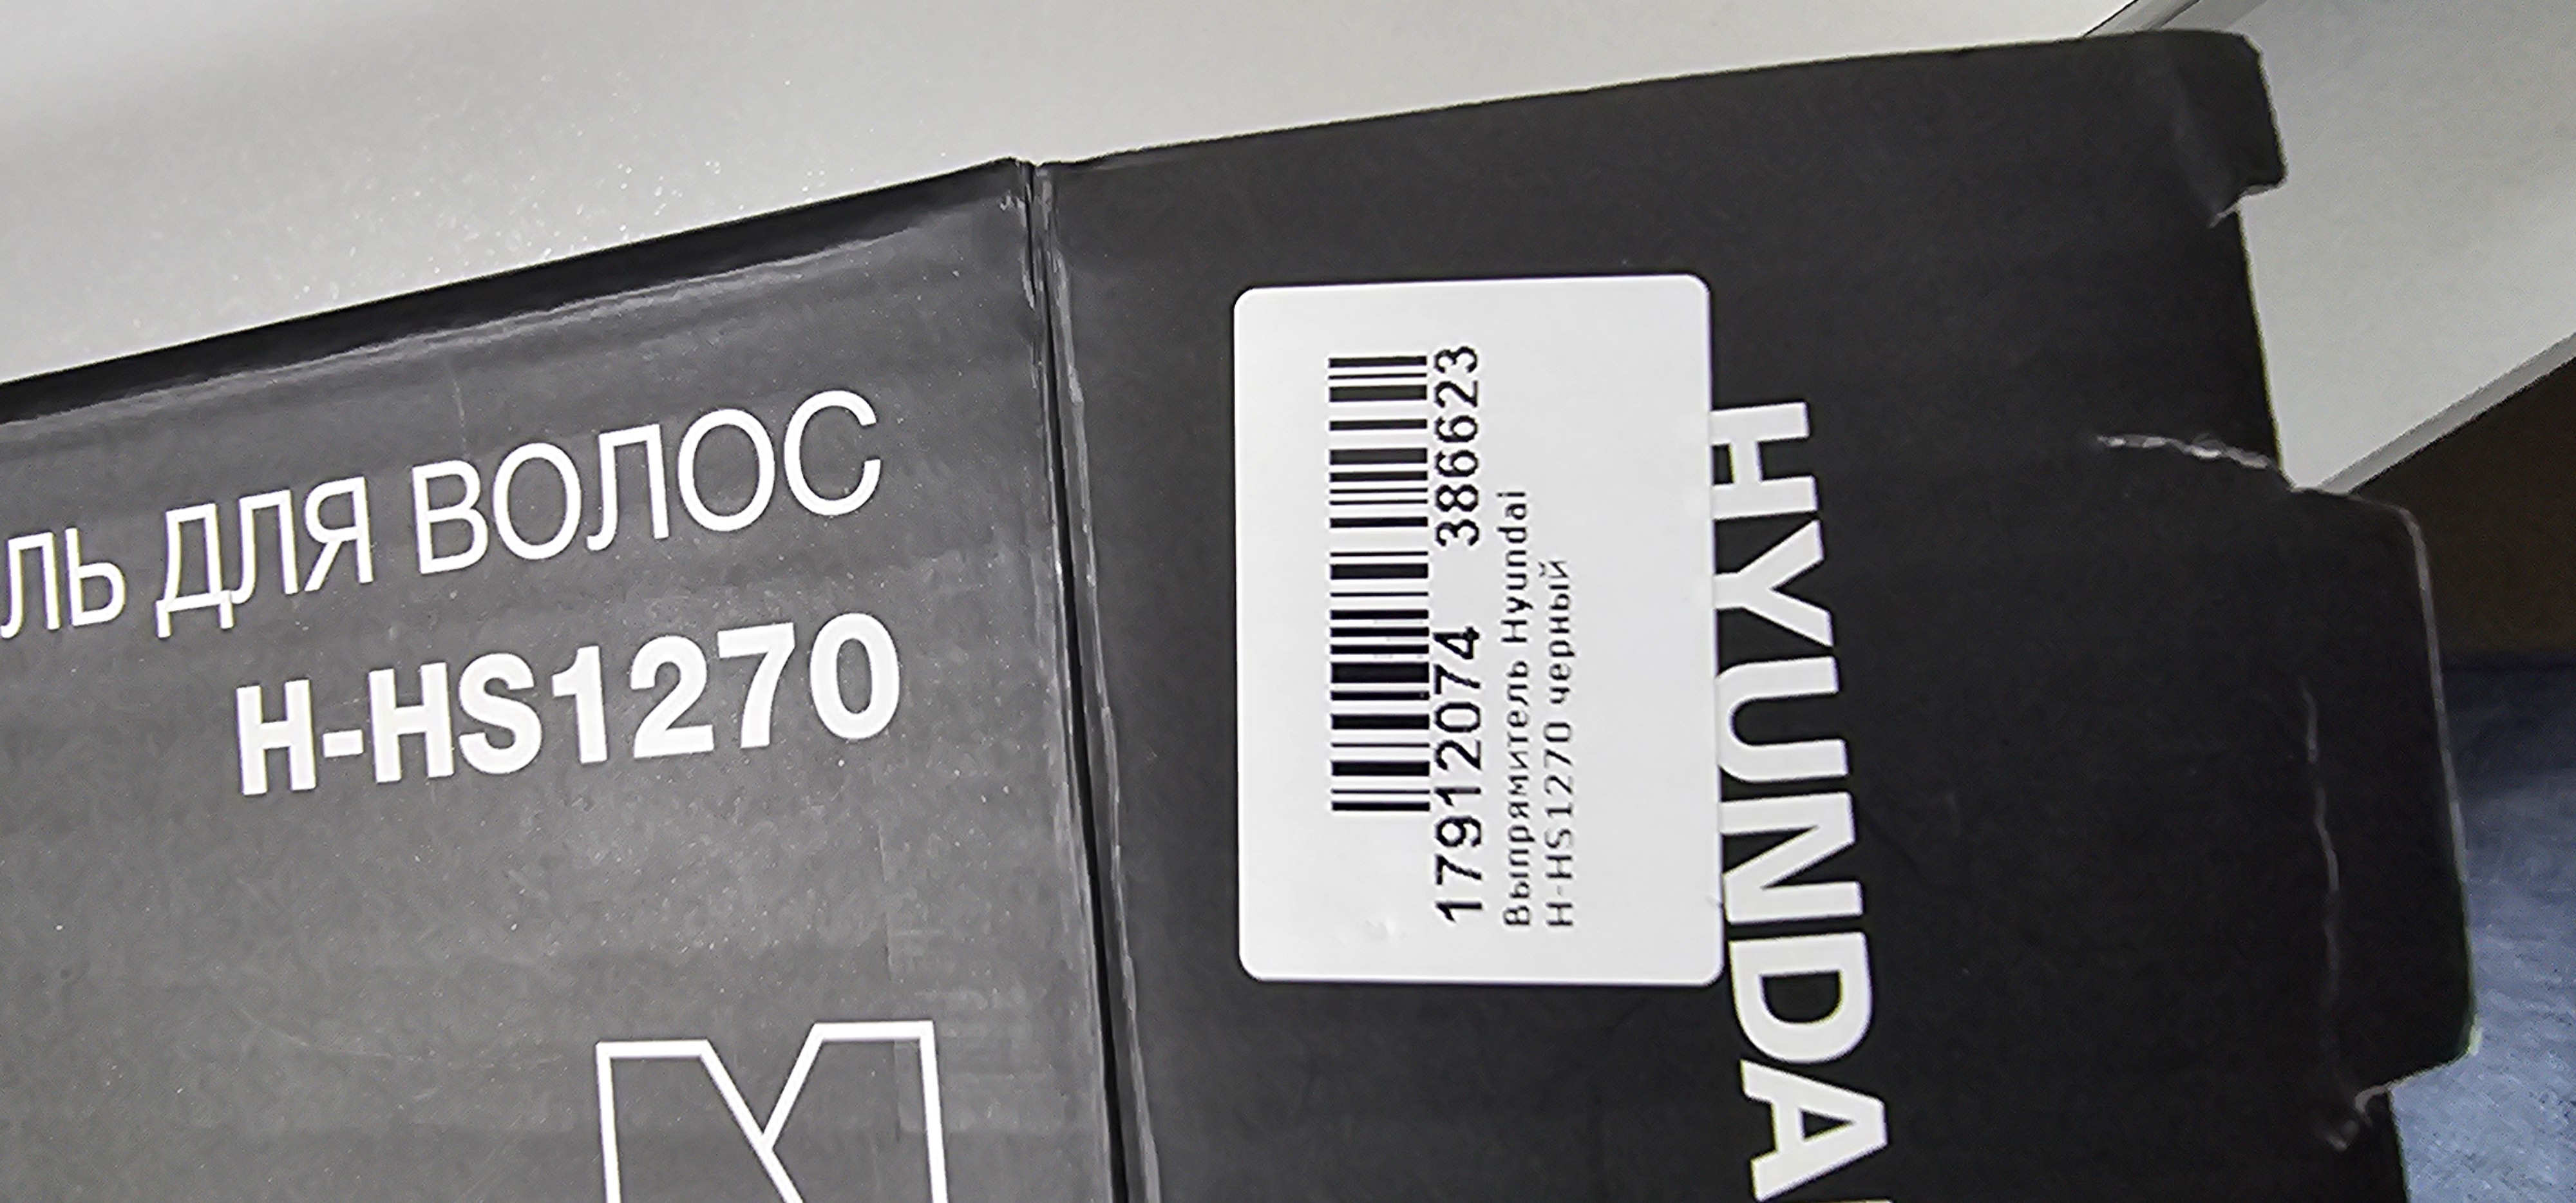 ЛЬ ДЛЯ ВОЛОС
H-HS1270
17912074 386623
Выпрямитель Hyundai
H-HS1270 черный
HYUNDA